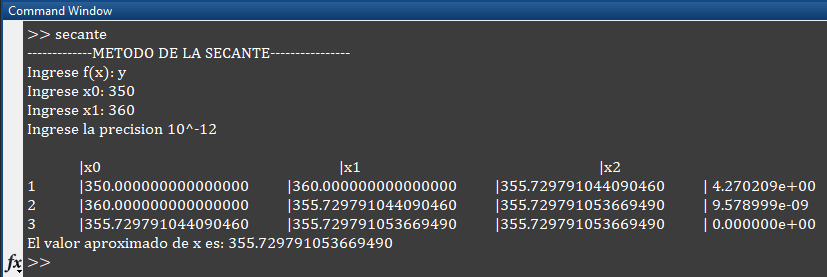 Command Window
>> secante
-------------METODO DE LA SECANTE----------------
Ingrese f(x): y
Ingrese x0: 350
Ingrese x1: 360
Ingrese la precision 10^-12
|x0 |x1 |x2
1 |350.000000000000000 |360.000000000000000 |355.729791044090460 | 4.270209e+00
2 |360.000000000000000 |355.729791044090460 |355.729791053669490 | 9.578999e-09
3 |355.729791044090460 |355.729791053669490 |355.729791053669490 | 0.000000e+00
El valor aproximado de x es: 355.729791053669490
fx >>